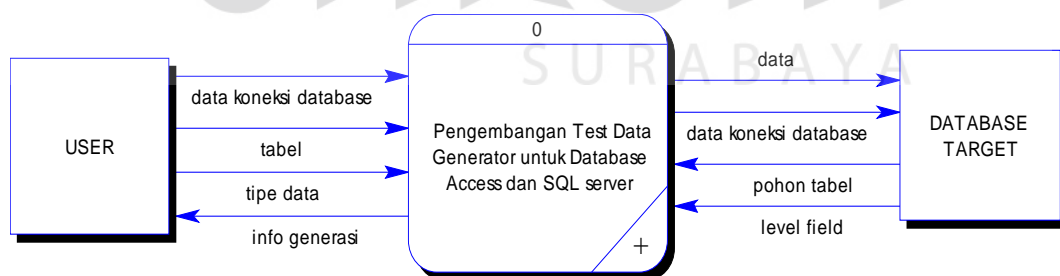 0
SURABAYA
USER
data koneksi database
tabel
tipe data
info generasi
Pengembangan Test Data
Generator untuk Database
Access dan SQL server
+
data
data koneksi database
pohon tabel
level field
DATABASE
TARGET